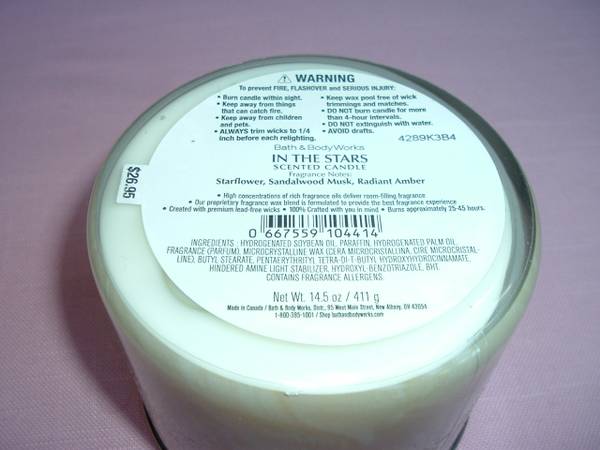 ⚠ WARNING
To prevent FIRE, FLASHOVER and SERIOUS INJURY:
• Burn candle within sight.
• Keep away from things
that can catch fire.
• Keep away from children
and pets.
• ALWAYS trim wicks to 1/4
inch before each relighting.
• Keep wax pool free of wick
trimmings and matches.
• DO NOT burn candle for more
than 4-hour intervals.
• DO NOT extinguish with water.
• AVOID drafts.
4289K3B4
Bath & Body Works
IN THE STARS
SCENTED CANDLE
Fragrance Notes:
Starflower, Sandalwood Musk, Radiant Amber
• High concentrations of rich fragrance oils deliver room-filling fragrance
• Our proprietary fragrance wax blend is formulated to provide the best fragrance experience
• Created with premium lead-free wicks • 100% Crafted with you in mind • Burns approximately 25-45 hours.
0 667559 104414
INGREDIENTS: HYDROGENATED SOYBEAN OIL, PARAFFIN, HYDROGENATED PALM OIL,
FRAGRANCE (PARFUM), MICROCRYSTALLINE WAX (CERA MICROCRISTALLINA, CIRE MICROCRISTAL-
LINE), BUTYL STEARATE, PENTAERYTHRITYL TETRA-DI-T-BUTYL HYDROXYHYDROCINNAMATE,
HINDERED AMINE LIGHT STABILIZER, HYDROXYL-BENZOTRIAZOLE, BHT.
CONTAINS FRAGRANCE ALLERGENS.
Net Wt. 14.5 oz / 411 g
Made in Canada / Bath & Body Works, Distr., 95 West Main Street, New Albany, OH 43054
1-800-395-1001 / Shop bathandbodyworks.com
$26.95